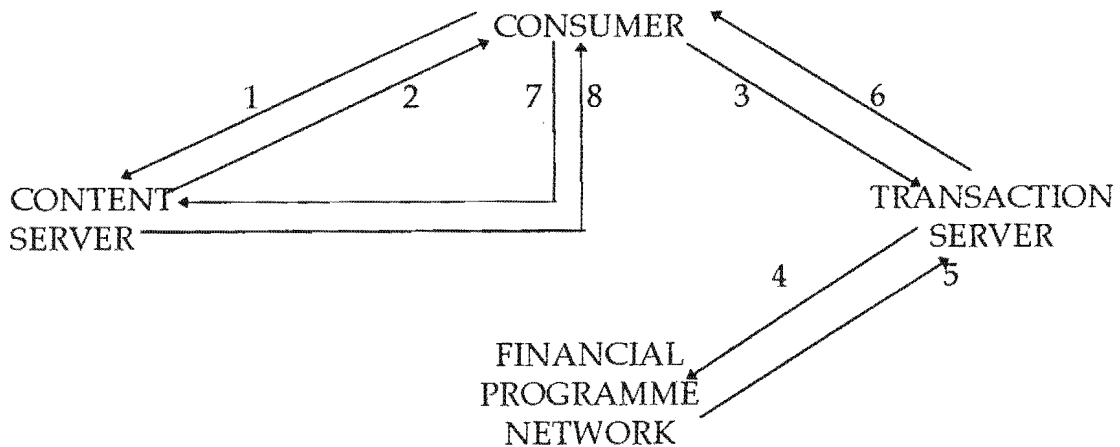 CONSUMER
1
2
7
8
3
6
CONTENT
SERVER
TRANSACTION
SERVER
4
5
FINANCIAL
PROGRAMME
NETWORK